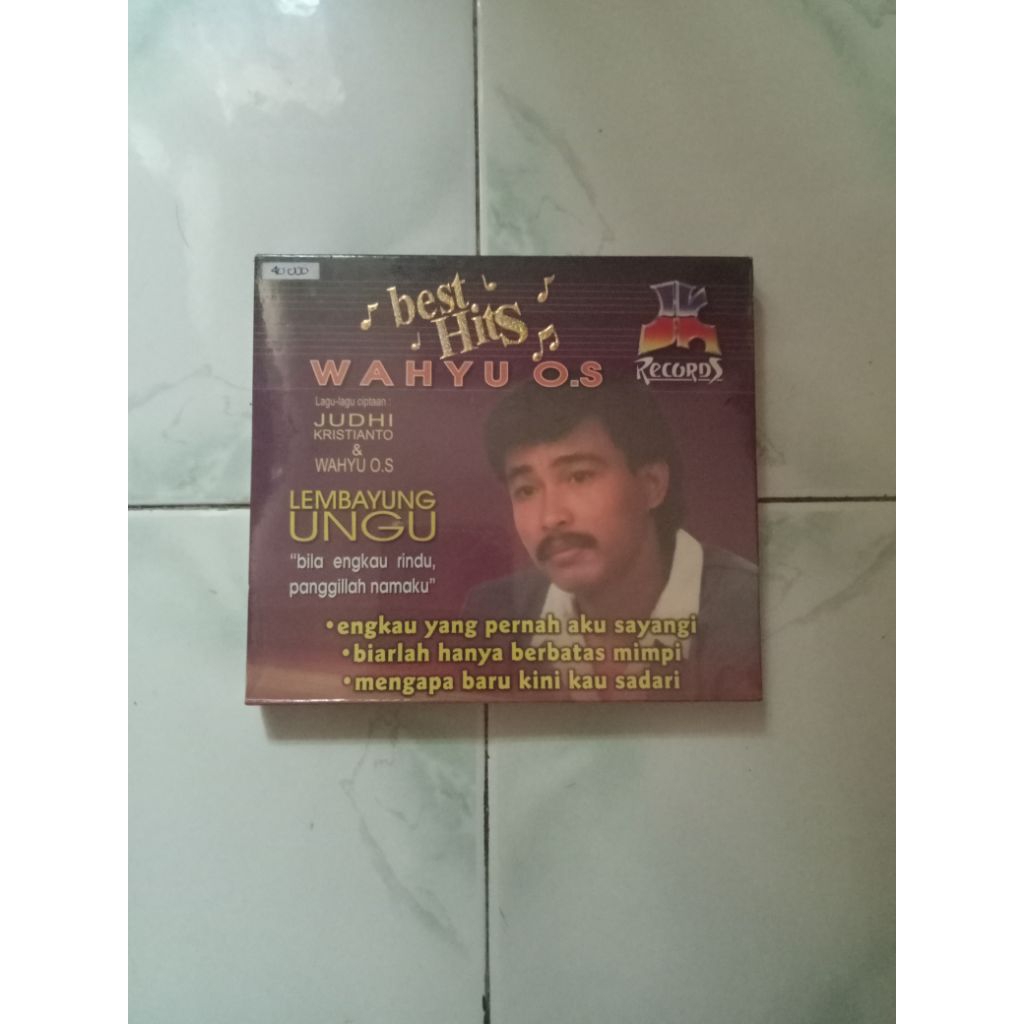 40.000
best
Hits
WAHYU O.S
RECORDS
Lagu-lagu ciptaan :
JUDHI
KRISTIANTO
&
WAHYU O.S
LEMBAYUNG
UNGU
"bila engkau rindu,
panggillah namaku"
•engkau yang pernah aku sayangi
•biarlah hanya berbatas mimpi
•mengapa baru kini kau sadari